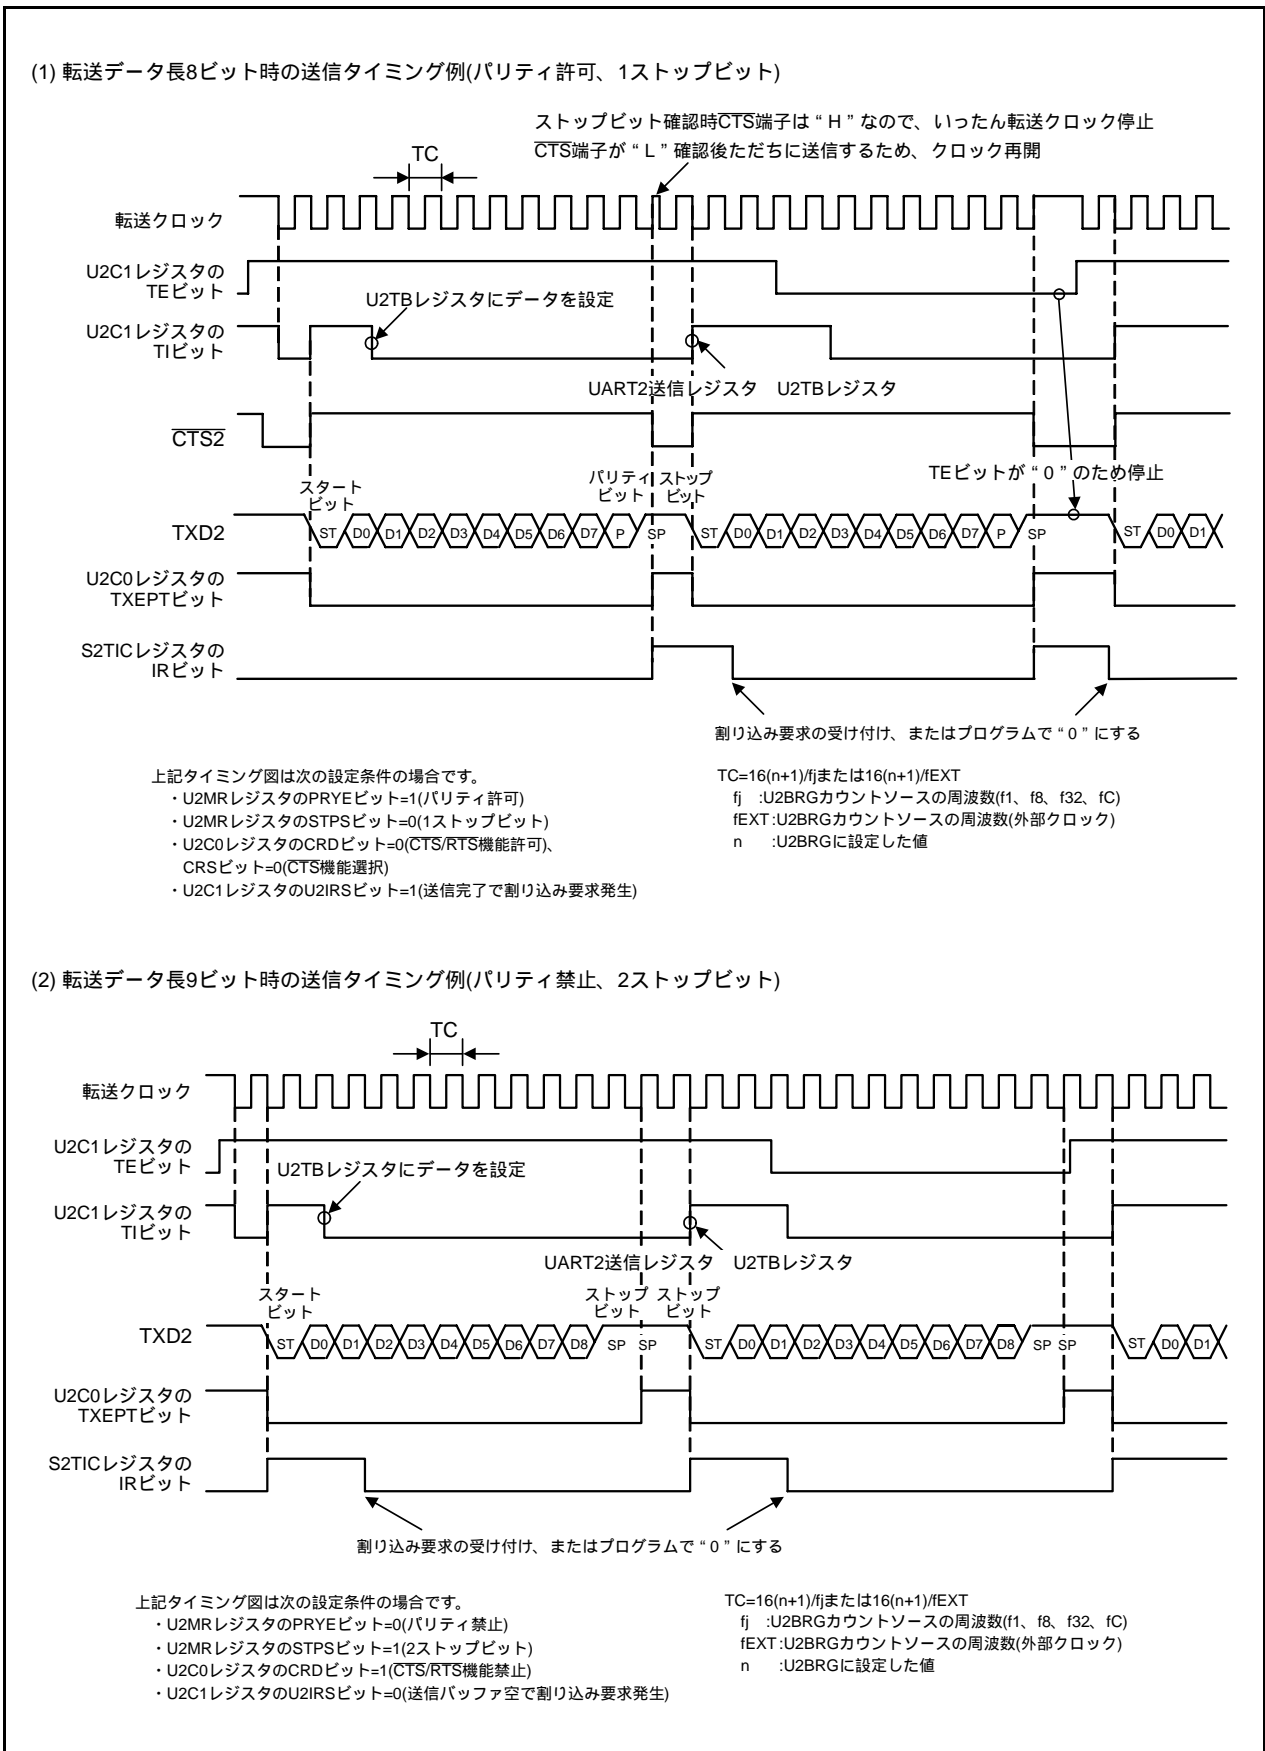 (1) 転送データ長8ビット時の送信タイミング例(パリティ許可、1ストップビット)
ストップビット確認時CTS端子は“H”なので、いったん転送クロック停止
CTS端子が“L”確認後ただちに送信するため、クロック再開
TC
転送クロック
U2C1レジスタの
TEビット
U2TBレジスタにデータを設定
U2C1レジスタの
TIビット
UART2送信レジスタ U2TBレジスタ
CTS2
TEビットが“0”のため停止
スタート
ビット
パリティ
ビット
ストップ
ビット
TXD2
ST D0 D1 D2 D3 D4 D5 D6 D7 P SP ST D0 D1 D2 D3 D4 D5 D6 D7 P SP ST D0 D1
U2C0レジスタの
TXEPTビット
S2TICレジスタの
IRビット
割り込み要求の受け付け、またはプログラムで“0”にする
上記タイミング図は次の設定条件の場合です。
・U2MRレジスタのPRYEビット=1(パリティ許可)
・U2MRレジスタのSTPSビット=0(1ストップビット)
・U2C0レジスタのCRDビット=0(CTS/RTS機能許可)、
CRSビット=0(CTS機能選択)
・U2C1レジスタのU2IRSビット=1(送信完了で割り込み要求発生)
TC=16(n+1)/fjまたは16(n+1)/fEXT
fj :U2BRGカウントソースの周波数(f1、f8、f32、fC)
fEXT:U2BRGカウントソースの周波数(外部クロック)
n :U2BRGに設定した値
(2) 転送データ長9ビット時の送信タイミング例(パリティ禁止、2ストップビット)
TC
転送クロック
U2C1レジスタの
TEビット
U2TBレジスタにデータを設定
U2C1レジスタの
TIビット
UART2送信レジスタ U2TBレジスタ
スタート
ビット
ストップ
ビット
ストップ
ビット
TXD2
ST D0 D1 D2 D3 D4 D5 D6 D7 D8 SP SP ST D0 D1 D2 D3 D4 D5 D6 D7 D8 SP SP ST D0 D1
U2C0レジスタの
TXEPTビット
S2TICレジスタの
IRビット
割り込み要求の受け付け、またはプログラムで“0”にする
上記タイミング図は次の設定条件の場合です。
・U2MRレジスタのPRYEビット=0(パリティ禁止)
・U2MRレジスタのSTPSビット=1(2ストップビット)
・U2C0レジスタのCRDビット=1(CTS/RTS機能禁止)
・U2C1レジスタのU2IRSビット=0(送信バッファ空で割り込み要求発生)
TC=16(n+1)/fjまたは16(n+1)/fEXT
fj :U2BRGカウントソースの周波数(f1、f8、f32、fC)
fEXT:U2BRGカウントソースの周波数(外部クロック)
n :U2BRGに設定した値